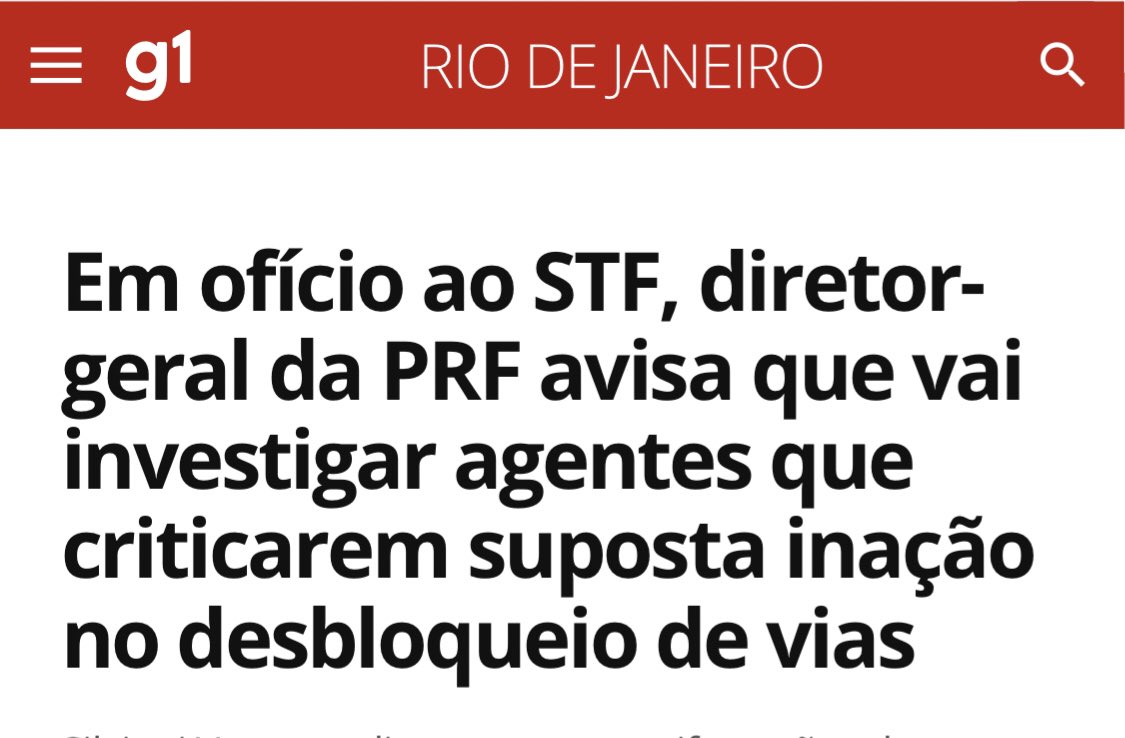 g1 RIO DE JANEIRO
Em ofício ao STF, diretor-
geral da PRF avisa que vai
investigar agentes que
criticarem suposta inação
no desbloqueio de vias